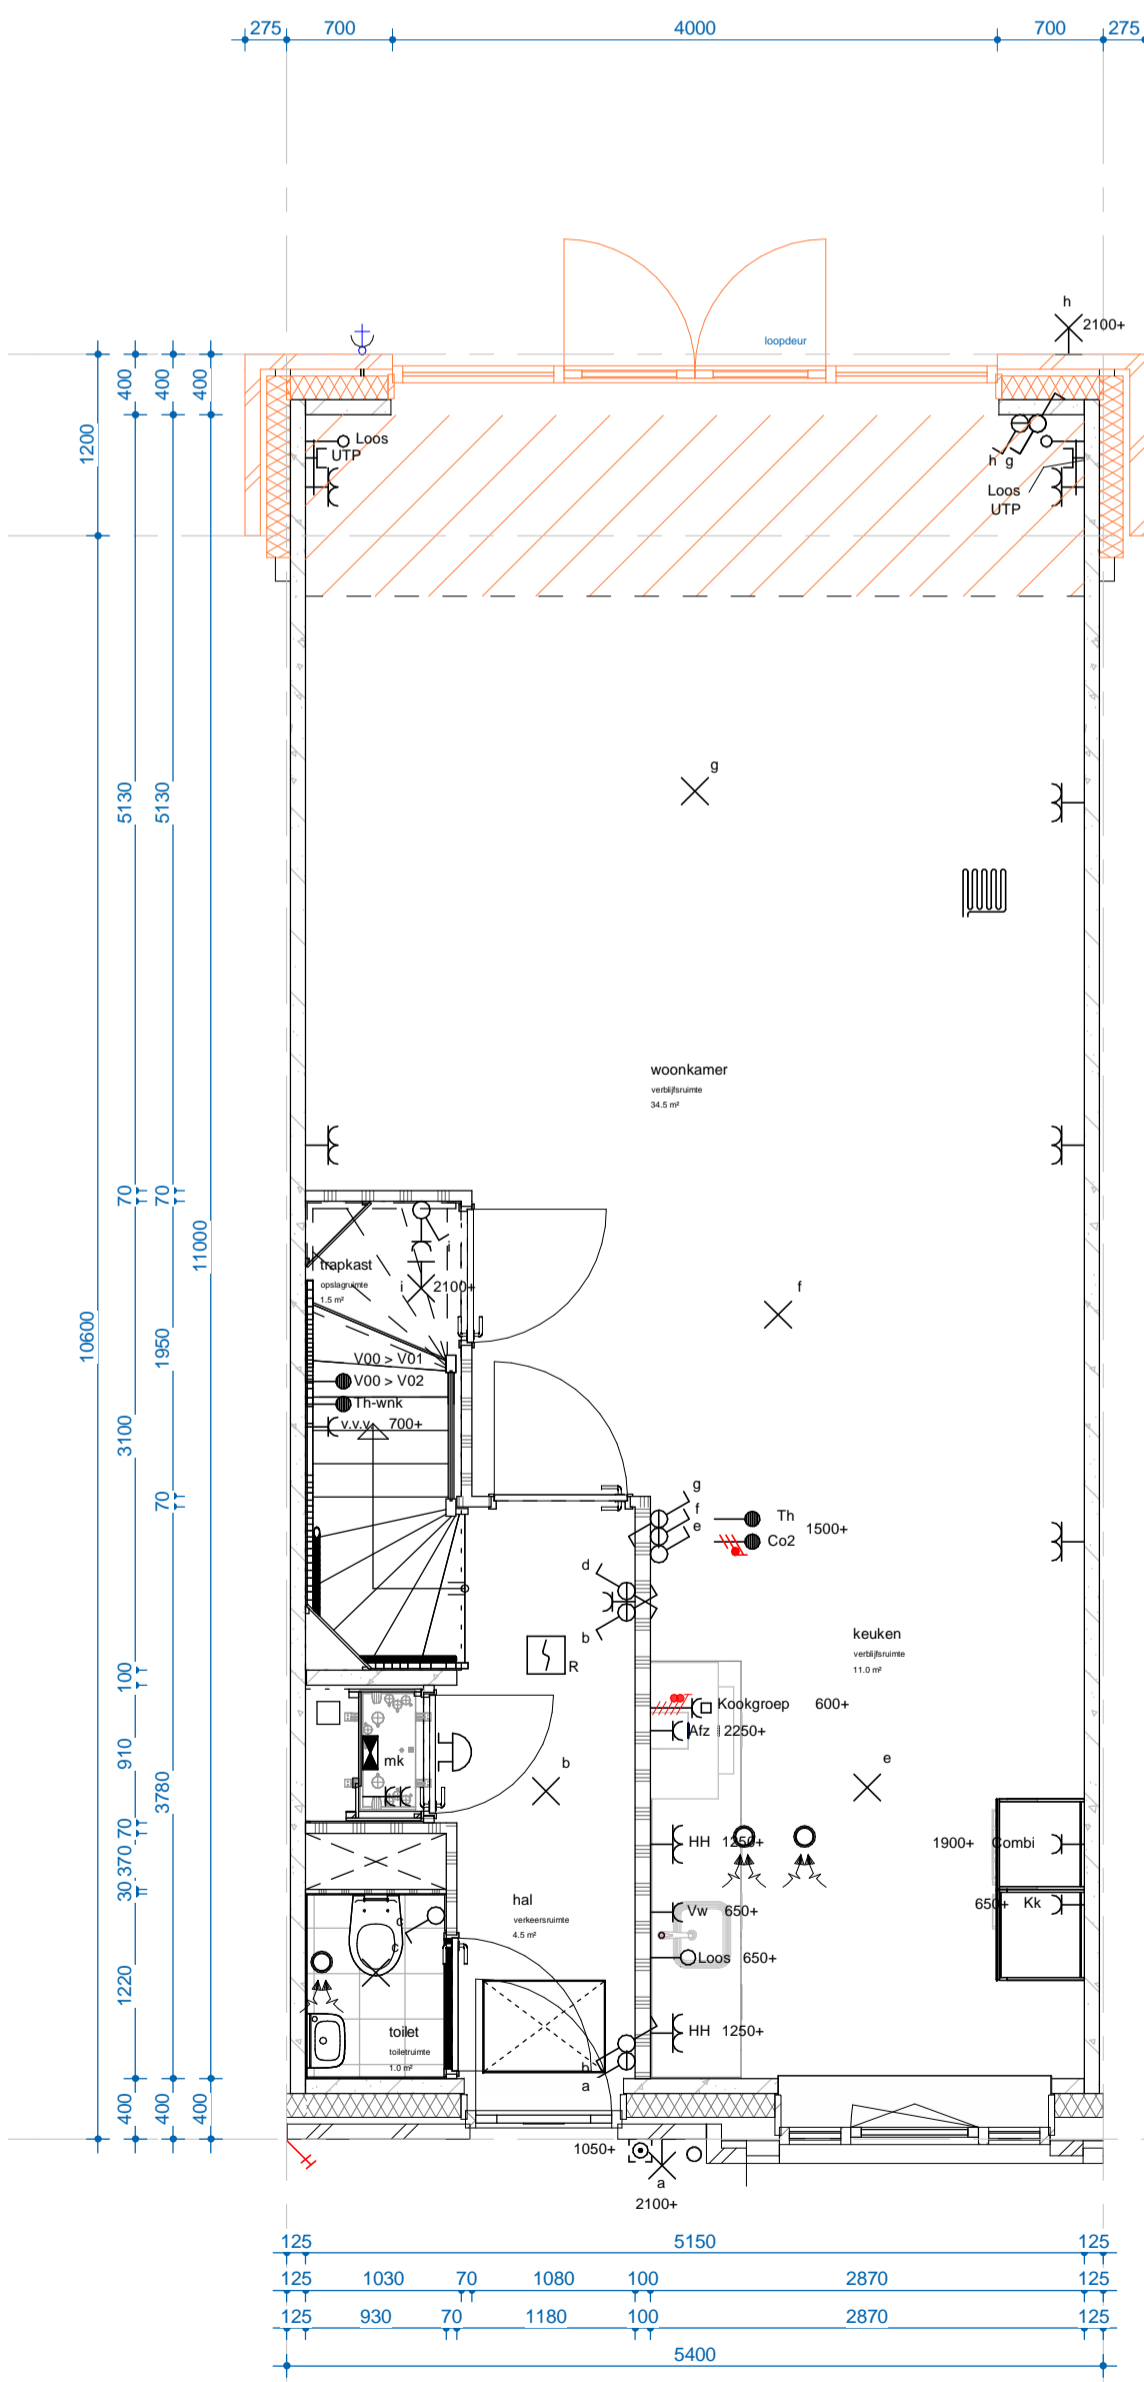 275 700 4000 700 275
h
2100+
loopdeur
400 400 400
1200
Loos
UTP
h g
Loos
UTP
g
5130 5130
woonkamer
verblijfsruimte
34.5 m²
70 70
11000
trapkast
opslagruimte
1.5 m²
i
i 2100+
f
10600
1950
V00 > V01
V00 > V02
Th-wnk
v.v.v. 700+
3100
70
g
f
e
Th
Co2
1500+
d
b
R
keuken
verblijfsruimte
11.0 m²
100
Kookgroep 600+
Afz 2250+
910
3780
mk
b
e
70
HH 1250+
1900+ Combi
370
30
650+ Kk
hal
verkeersruimte
4.5 m²
c
c
Vw 650+
Loos 650+
1220
toilet
toiletruimte
1.0 m²
HH 1250+
b
a
400 400 400
1050+
a
2100+
125 5150 125
125 1030 70 1080 100 2870 125
125 930 70 1180 100 2870 125
5400